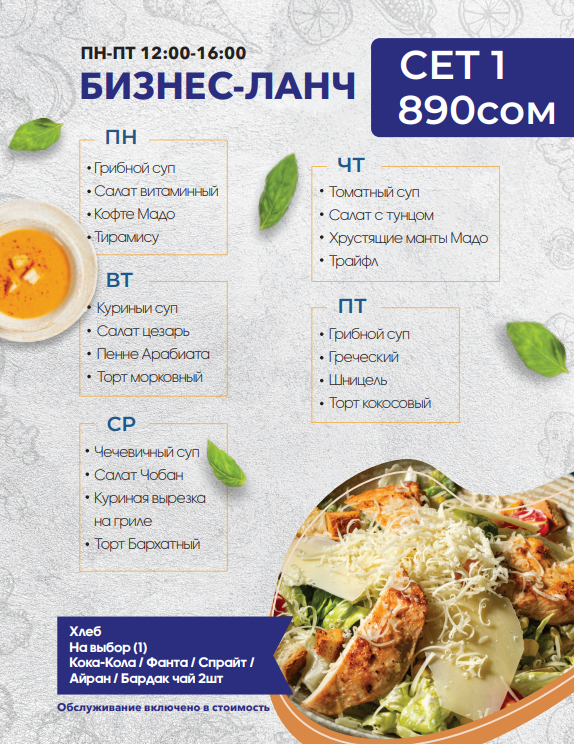 ПН-ПТ 12:00-16:00
БИЗНЕС-ЛАНЧ
СЕТ 1
890сом
ПН
• Грибной суп
• Салат витаминный
• Кофте Мадо
• Тирамису
ВТ
• Куриныи суп
• Салат цезарь
• Пенне Арабиата
• Торт морковный
СР
• Чечевичный суп
• Салат Чобан
• Куриная вырезка
на гриле
• Торт Бархатный
ЧТ
• Томатный суп
• Салат с тунцом
• Хрустящие манты Мадо
• Трайфл
ПТ
• Грибной суп
• Греческий
• Шницель
• Торт кокосовый
Хлеб
На выбор (1)
Кока-Кола / Фанта / Спрайт /
Айран / Бардак чай 2шт
Обслуживание включено в стоимость